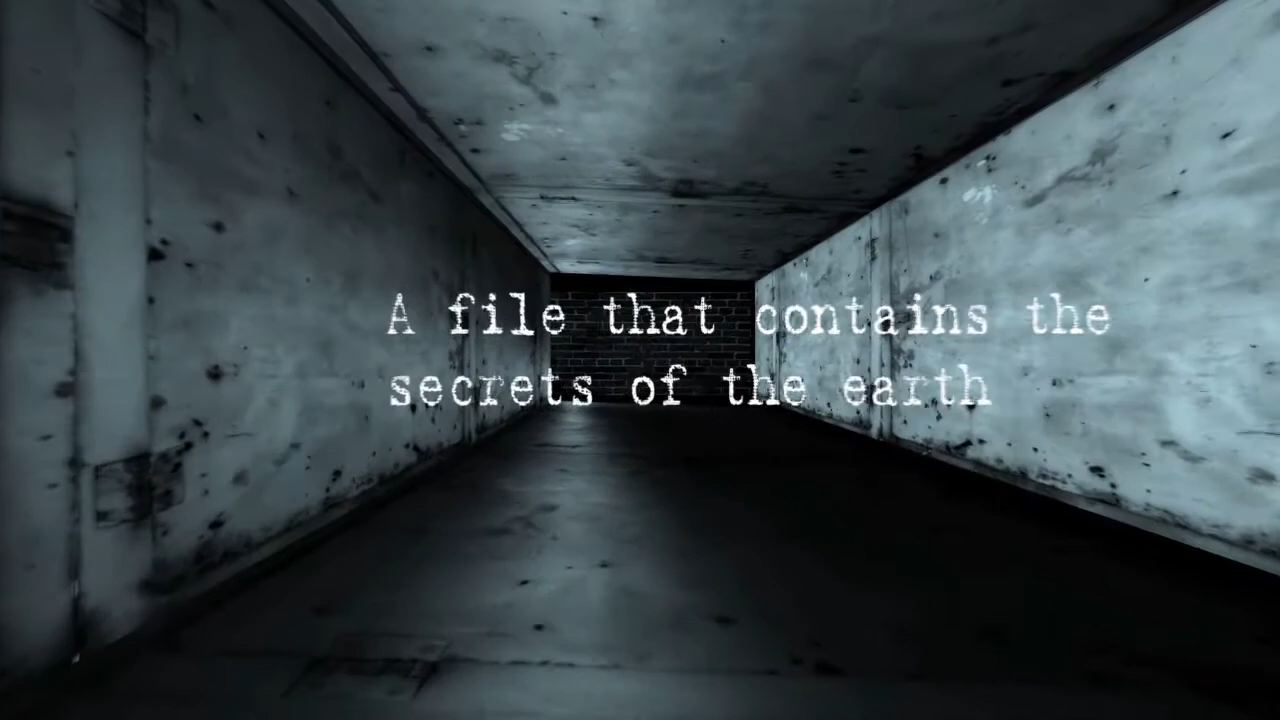 A file that contains the
secrets of the earth